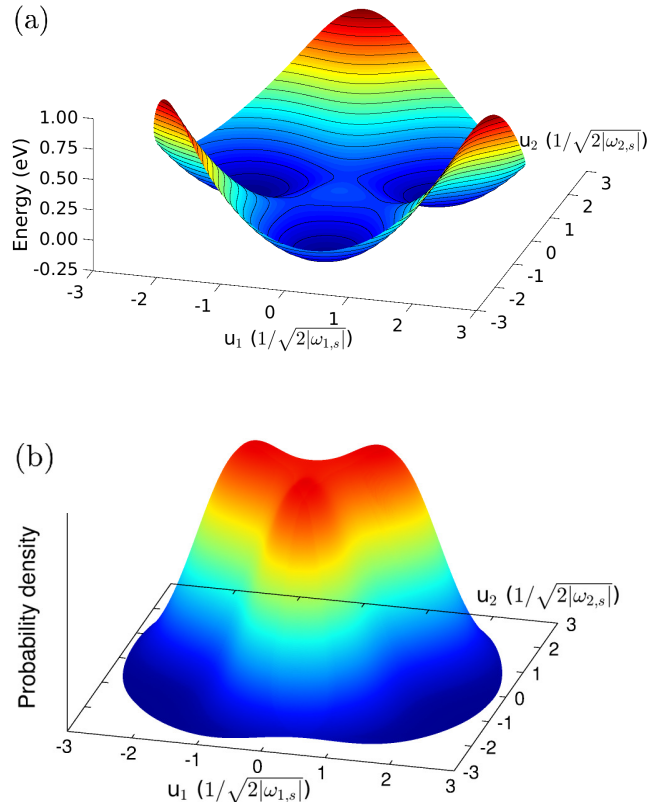 (a)
1.00
0.75
0.50
0.25
0.00
-0.25
Energy (eV)
-3 -2 -1 0 1 2 3
u₁ (1/√2|ω₁,ₛ|)
-3 -2 -1 0 1 2 3
u₂ (1/√2|ω₂,ₛ|)
(b)
Probability density
-3 -2 -1 0 1 2 3
u₁ (1/√2|ω₁,ₛ|)
-3 -2 -1 0 1 2 3
u₂ (1/√2|ω₂,ₛ|)